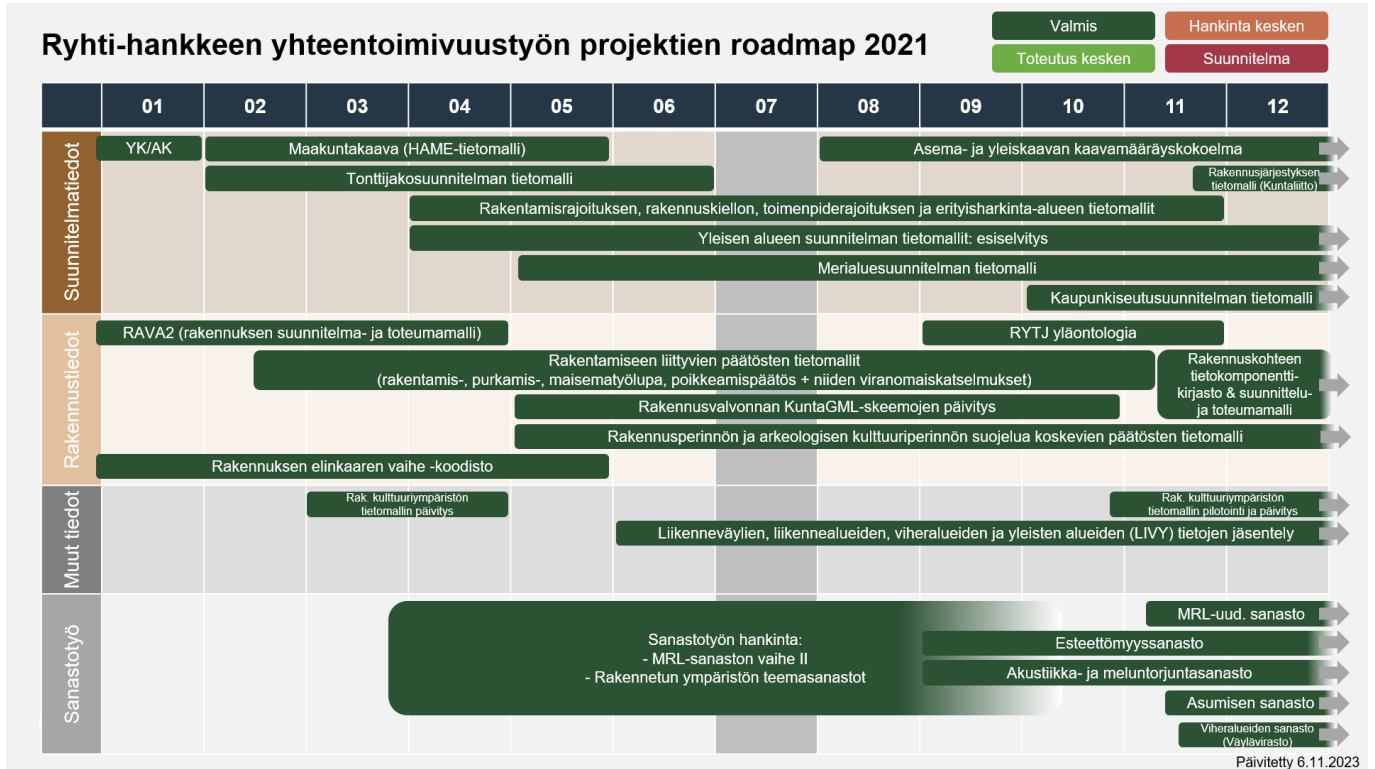 Ryhti-hankkeen yhteentoimivuustyön projektien roadmap 2021
Valmis
Hankinta kesken
Toteutus kesken
Suunnitelma
01 02 03 04 05 06 07 08 09 10 11 12
Suunnitelmatiedot
YK/AK
Maakuntakaava (HAME-tietomalli)
Asema- ja yleiskaavan kaavamääräyskokoelma
Tonttijakosuunnitelman tietomalli
Rakennusjärjestyksen
tietomalli (Kuntaliitto)
Rakentamisrajoituksen, rakennuskiellon, toimenpiderajoituksen ja erityisharkinta-alueen tietomallit
Yleisen alueen suunnitelman tietomallit: esiselvitys
Merialuesuunnitelman tietomalli
Kaupunkiseutusuunnitelman tietomalli
Rakennustiedot
RAVA2 (rakennuksen suunnitelma- ja toteumamalli)
RYTJ yläontologia
Rakentamiseen liittyvien päätösten tietomallit
(rakentamis-, purkamis-, maisematyölupa, poikkeamispäätös + niiden viranomaiskatselmukset)
Rakennuskohteen
tietokomponentti-
kirjasto & suunnittelu-
ja toteumamalli
Rakennusvalvonnan KuntaGML-skeemojen päivitys
Rakennusperinnön ja arkeologisen kulttuuriperinnön suojelua koskevien päätösten tietomalli
Rakennuksen elinkaaren vaihe -koodisto
Muut tiedot
Rak. kulttuuriympäristön
tietomallin päivitys
Rak. kulttuuriympäristön
tietomallin pilotointi ja päivitys
Liikenneväylien, liikennealueiden, viheralueiden ja yleisten alueiden (LIVY) tietojen jäsentely
Sanastotyö
Sanastotyön hankinta:
- MRL-sanaston vaihe II
- Rakennetun ympäristön teemasanastot
MRL-uud. sanasto
Esteettömyyssanasto
Akustiikka- ja meluntorjuntasanasto
Asumisen sanasto
Viheralueiden sanasto
(Väylävirasto)
Päivitetty 6.11.2023